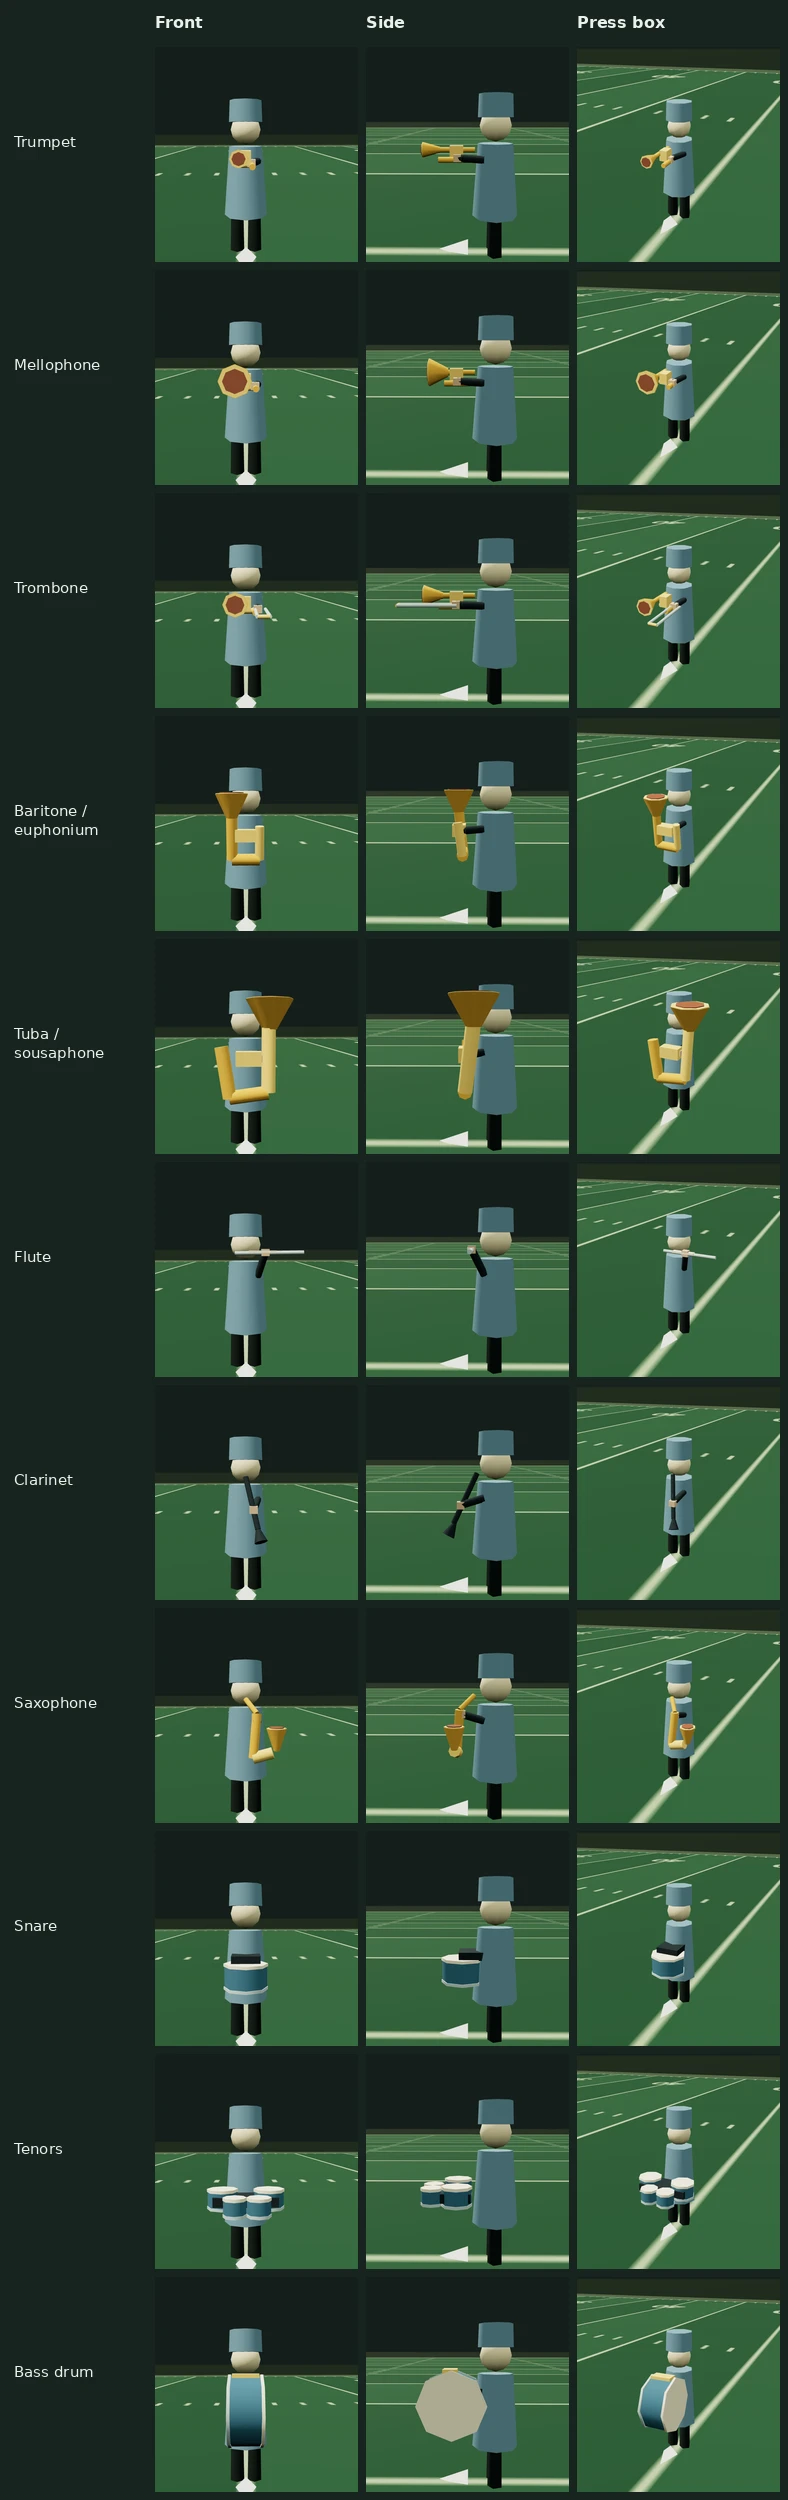 Front Side Press box
Trumpet
Mellophone
Trombone
Baritone /
euphonium
Tuba /
sousaphone
Flute
Clarinet
Saxophone
Snare
Tenors
Bass drum